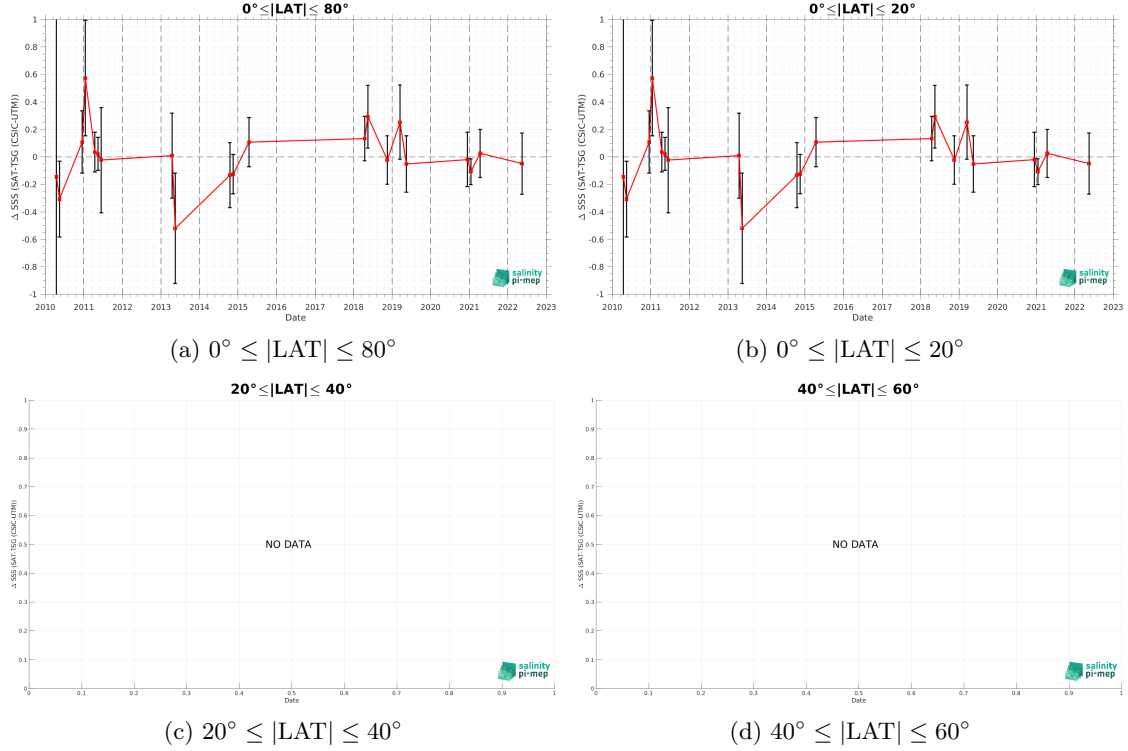 0°≤|LAT|≤ 80°
1
0.8
0.6
0.4
0.2
0
-0.2
-0.4
-0.6
-0.8
-1
Δ SSS (SAT-TSG (CSIC-UTM))
salinity
pi-mep
2010 2011 2012 2013 2014 2015 2016 2017 2018 2019 2020 2021 2022 2023
Date
(a) 0° ≤ |LAT| ≤ 80°
0°≤|LAT|≤ 20°
1
0.8
0.6
0.4
0.2
0
-0.2
-0.4
-0.6
-0.8
-1
Δ SSS (SAT-TSG (CSIC-UTM))
salinity
pi-mep
2010 2011 2012 2013 2014 2015 2016 2017 2018 2019 2020 2021 2022 2023
Date
(b) 0° ≤ |LAT| ≤ 20°
20°≤|LAT|≤ 40°
1
0.9
0.8
0.7
0.6
0.5
0.4
0.3
0.2
0.1
0
Δ SSS (SAT-TSG (CSIC-UTM))
NO DATA
salinity
pi-mep
0 0.1 0.2 0.3 0.4 0.5 0.6 0.7 0.8 0.9 1
Date
(c) 20° ≤ |LAT| ≤ 40°
40°≤|LAT|≤ 60°
1
0.9
0.8
0.7
0.6
0.5
0.4
0.3
0.2
0.1
0
Δ SSS (SAT-TSG (CSIC-UTM))
NO DATA
salinity
pi-mep
0 0.1 0.2 0.3 0.4 0.5 0.6 0.7 0.8 0.9 1
Date
(d) 40° ≤ |LAT| ≤ 60°